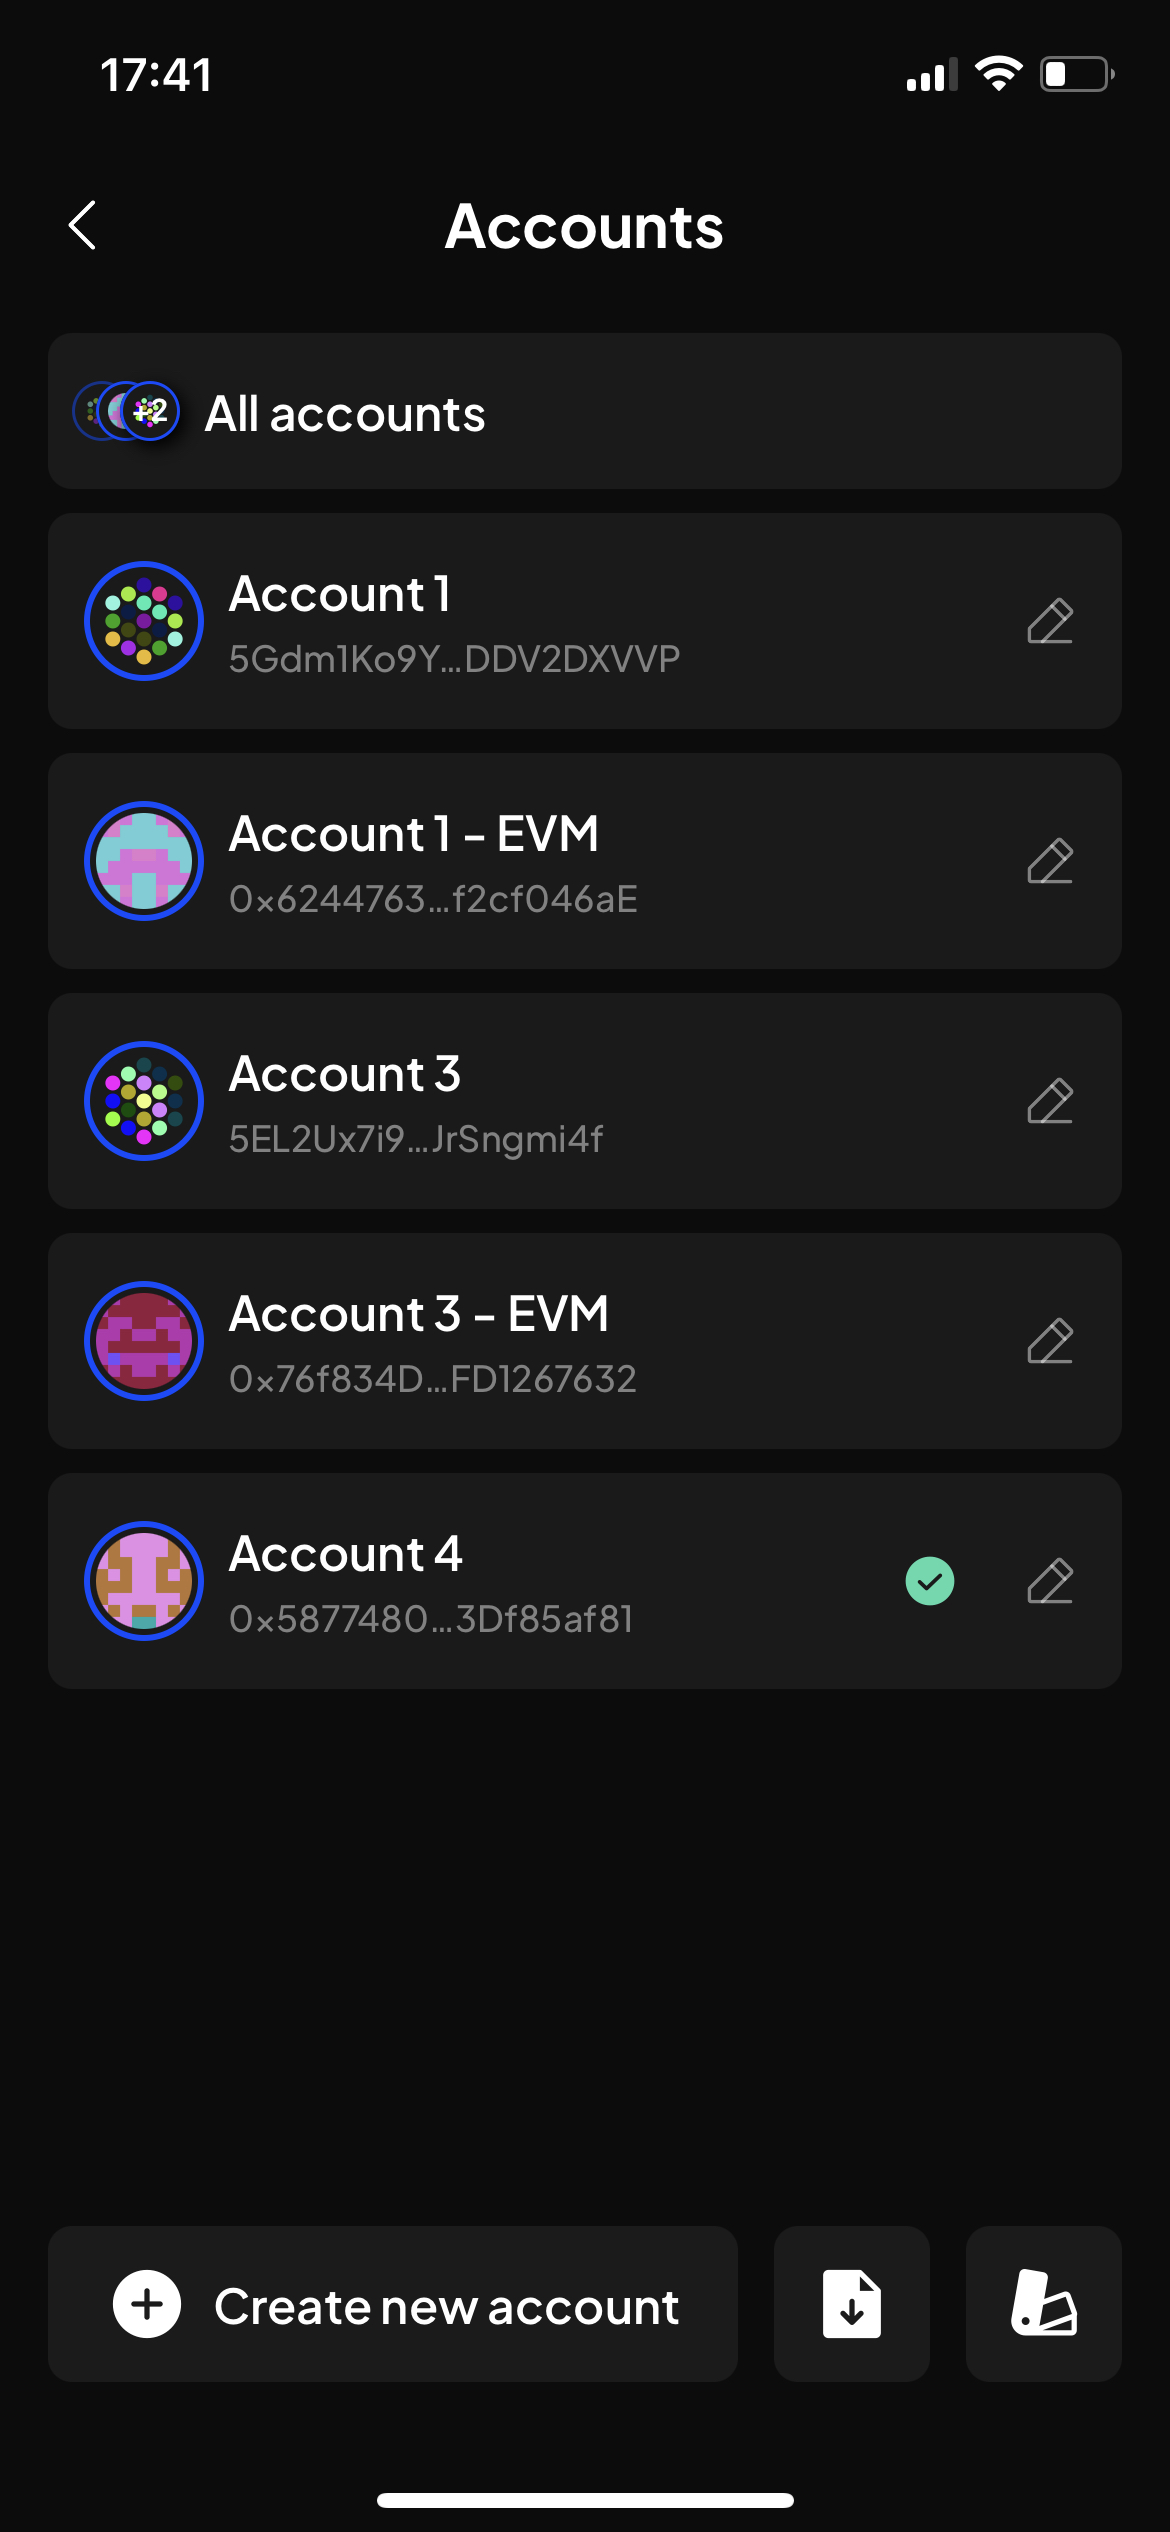 17:41
Accounts
+2
All accounts
Account 1
5Gdm1Ko9Y...DDV2DXVVP
Account 1 - EVM
0x6244763...f2cf046aE
Account 3
5EL2Ux7i9...JrSngmi4f
Account 3 - EVM
0x76f834D...FD1267632
Account 4
0x5877480...3Df85af81
Create new account